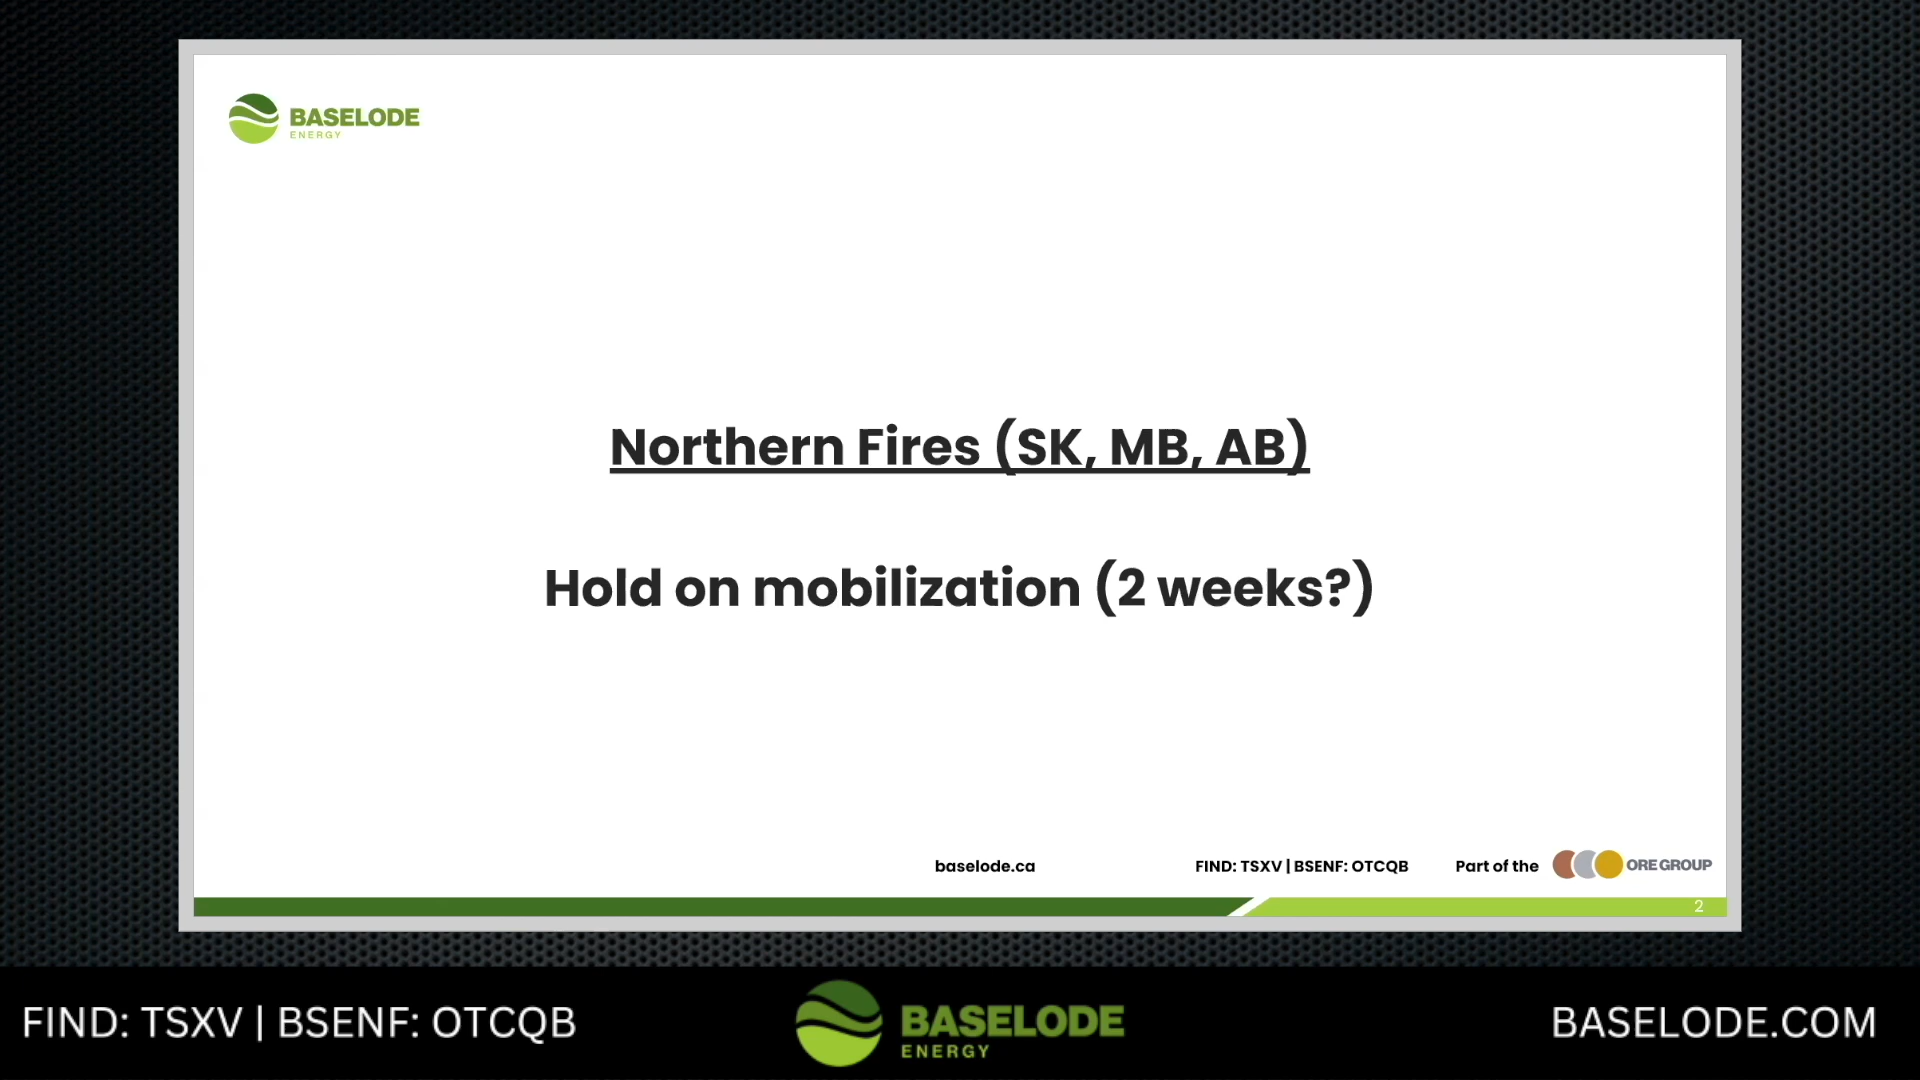 BASELODE
ENERGY
Northern Fires (SK, MB, AB)
Hold on mobilization (2 weeks?)
baselode.ca
FIND: TSXV | BSENF: OTCQB
Part of the
ORE GROUP
2
FIND: TSXV | BSENF: OTCQB
BASELODE
ENERGY
BASELODE.COM